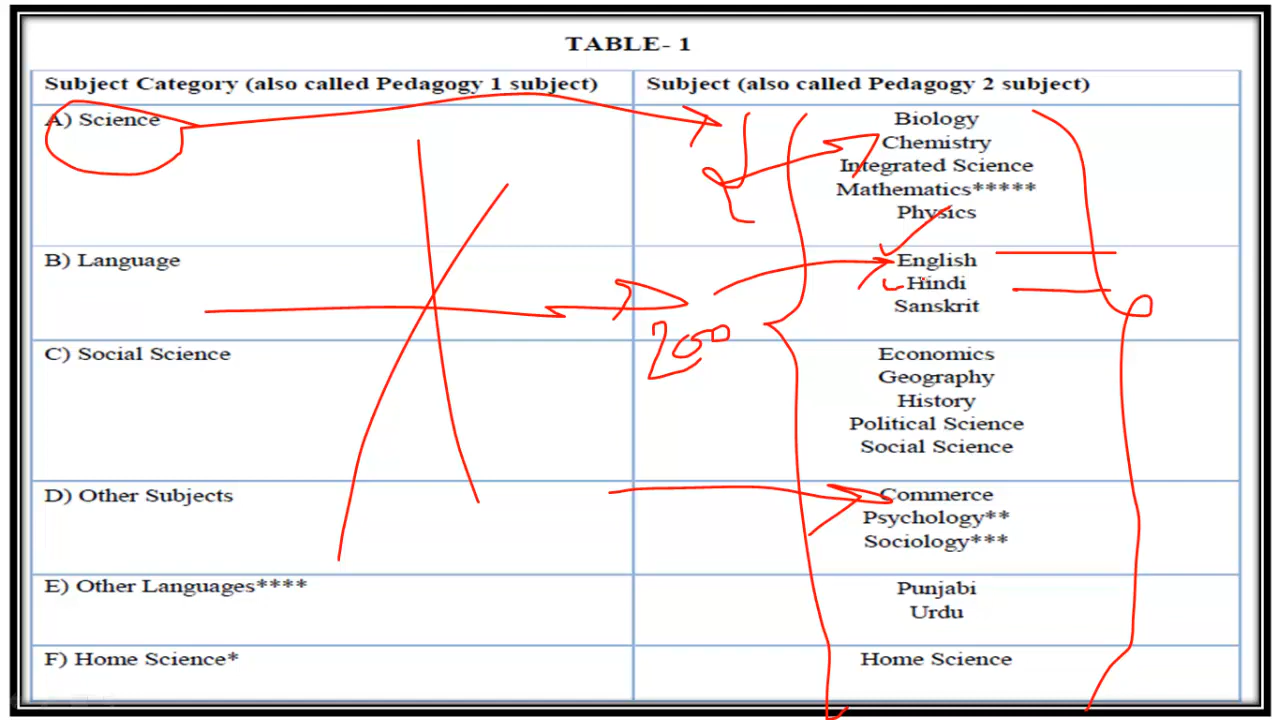 TABLE- 1
Subject Category (also called Pedagogy 1 subject)
Subject (also called Pedagogy 2 subject)
A) Science
Biology
Chemistry
Integrated Science
Mathematics*****
Physics
B) Language
English
Hindi
Sanskrit
C) Social Science
Economics
Geography
History
Political Science
Social Science
D) Other Subjects
Commerce
Psychology**
Sociology***
E) Other Languages****
Punjabi
Urdu
F) Home Science*
Home Science